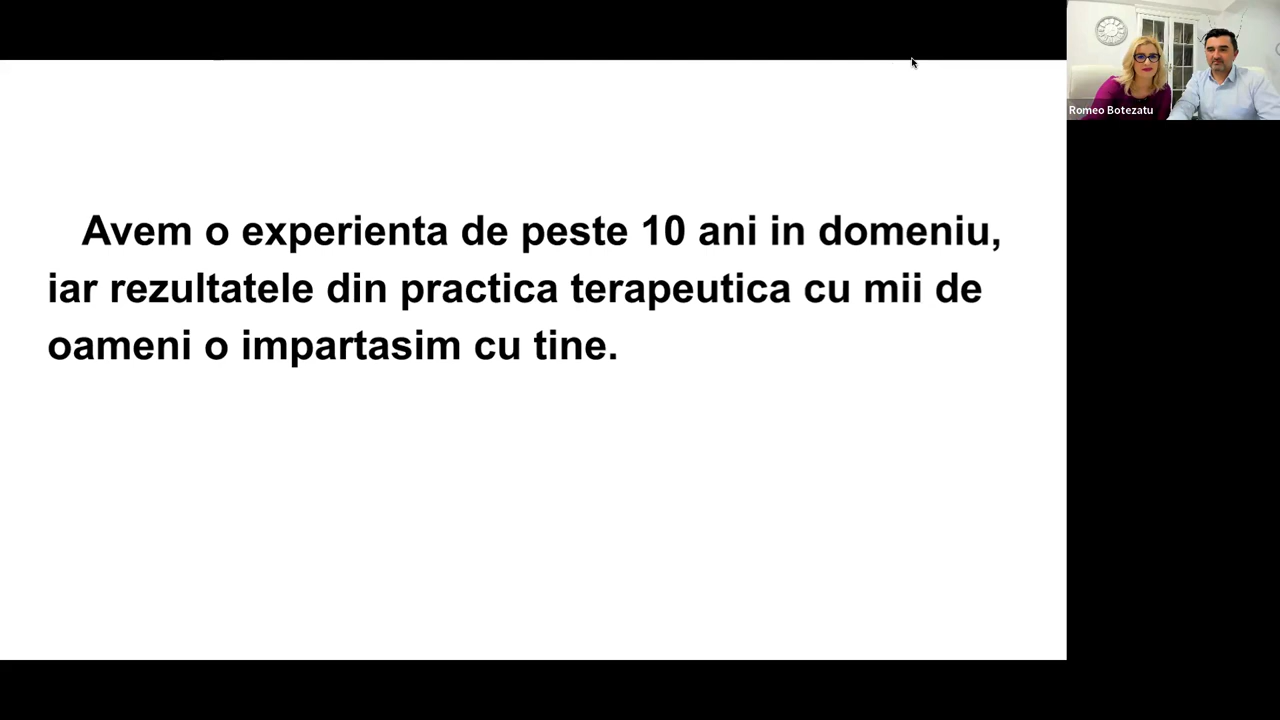 Romeo Botezatu
Avem o experienta de peste 10 ani in domeniu,
iar rezultatele din practica terapeutica cu mii de
oameni o impartasim cu tine.